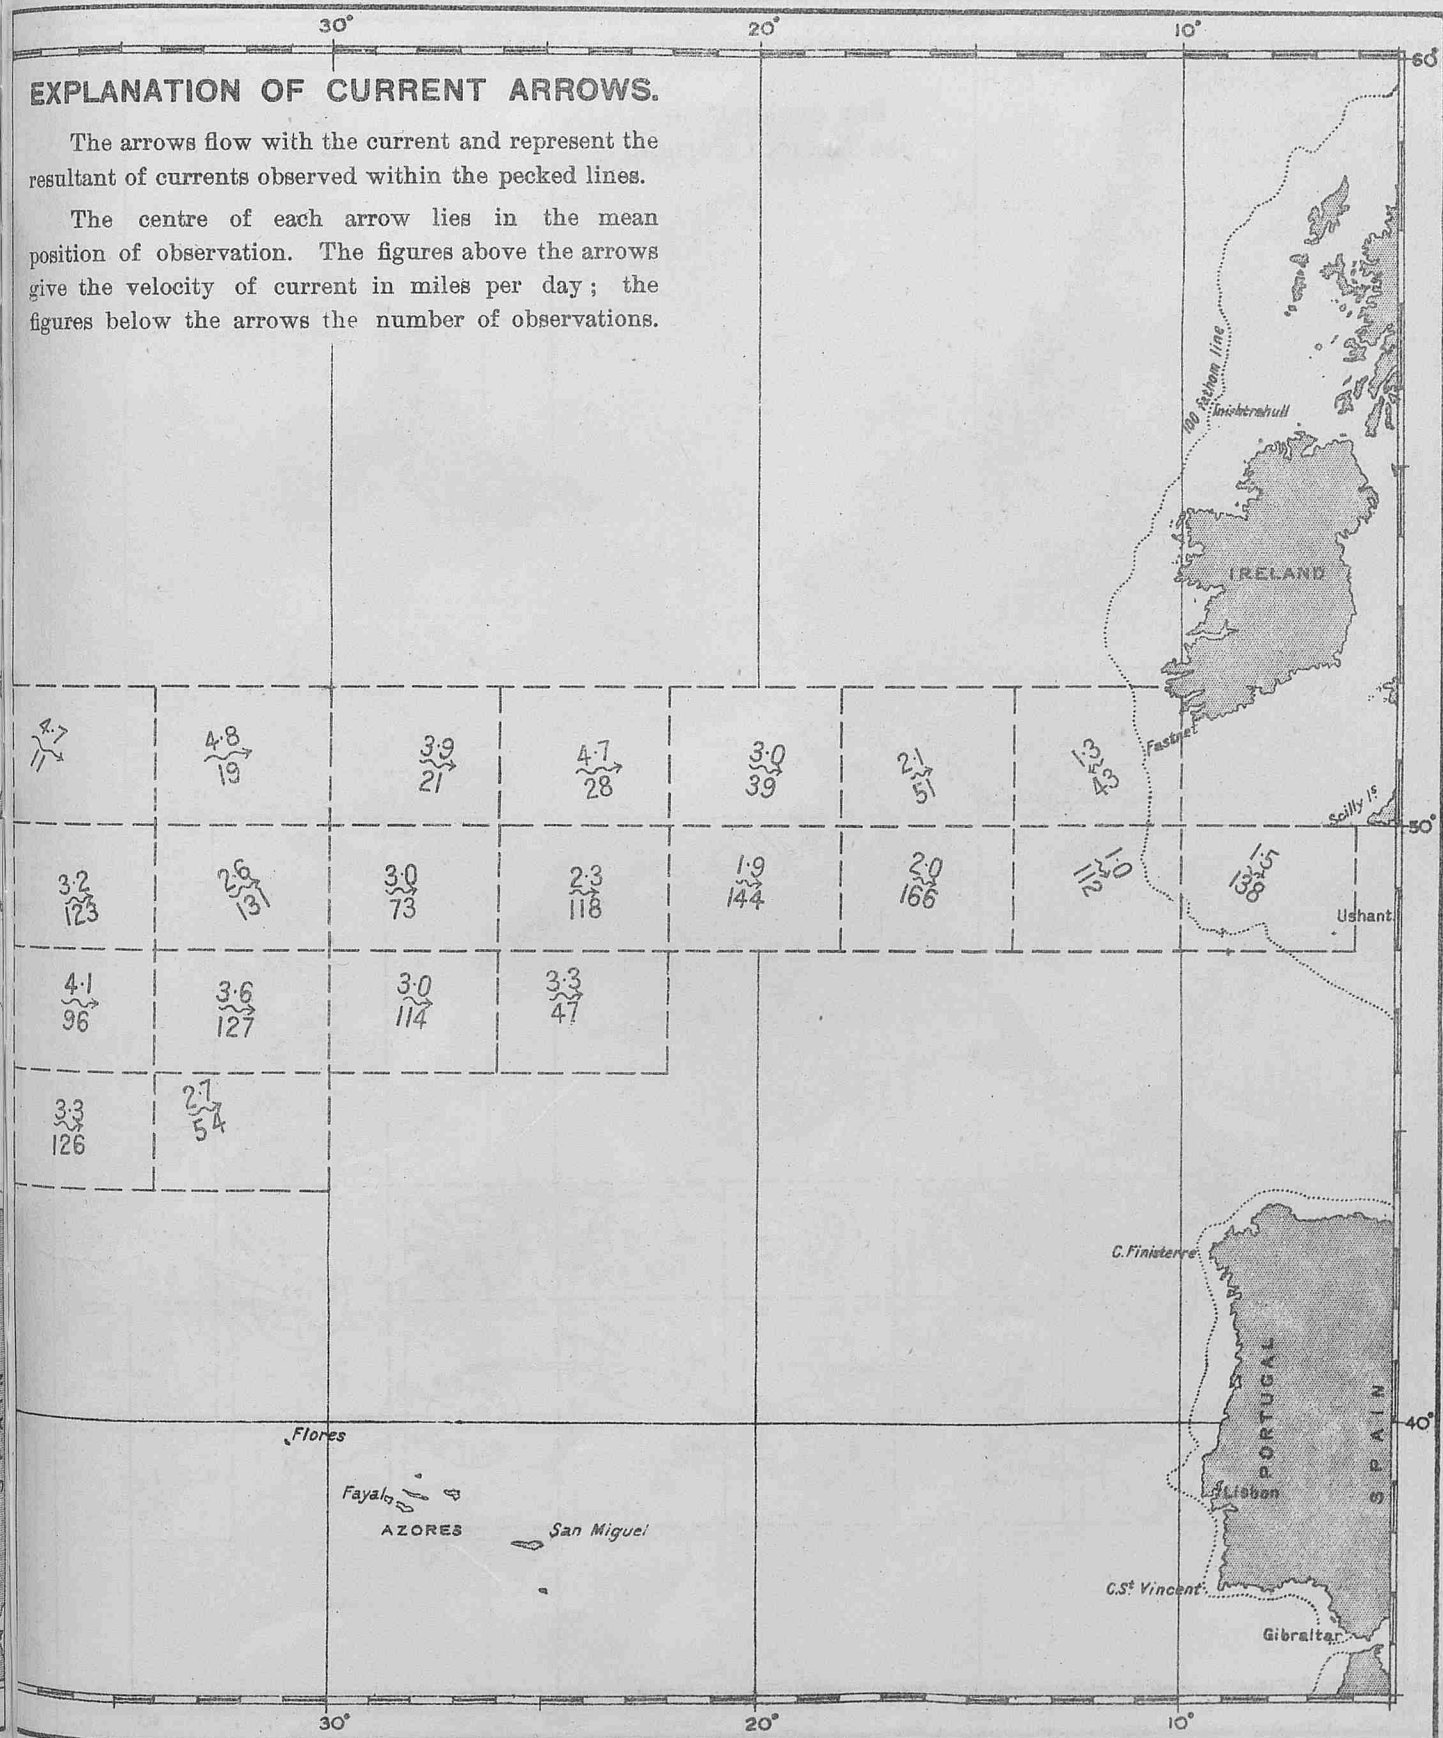 30° 20° 10°
60°
EXPLANATION OF CURRENT ARROWS.
The arrows flow with the current and represent the
resultant of currents observed within the pecked lines.
The centre of each arrow lies in the mean
position of observation. The figures above the arrows
give the velocity of current in miles per day; the
figures below the arrows the number of observations.
100 fathom line
Inishtrahull
IRELAND
Fastnet
4·7 4·8 3·9 4·7 3·0 2·1 1·3
11 19 21 28 39 51 43
Scilly Is
50°
3·2 2·6 3·0 2·3 1·9 2·0 1·0 1·5
123 131 73 118 144 166 112 138
Ushant
4·1 3·6 3·0 3·3
96 127 114 47
3·3 2·7
126 54
C. Finisterre
PORTUGAL
SPAIN
40°
Flores
Fayal
AZORES
San Miguel
Lisbon
C. St Vincent
Gibraltar
30° 20° 10°